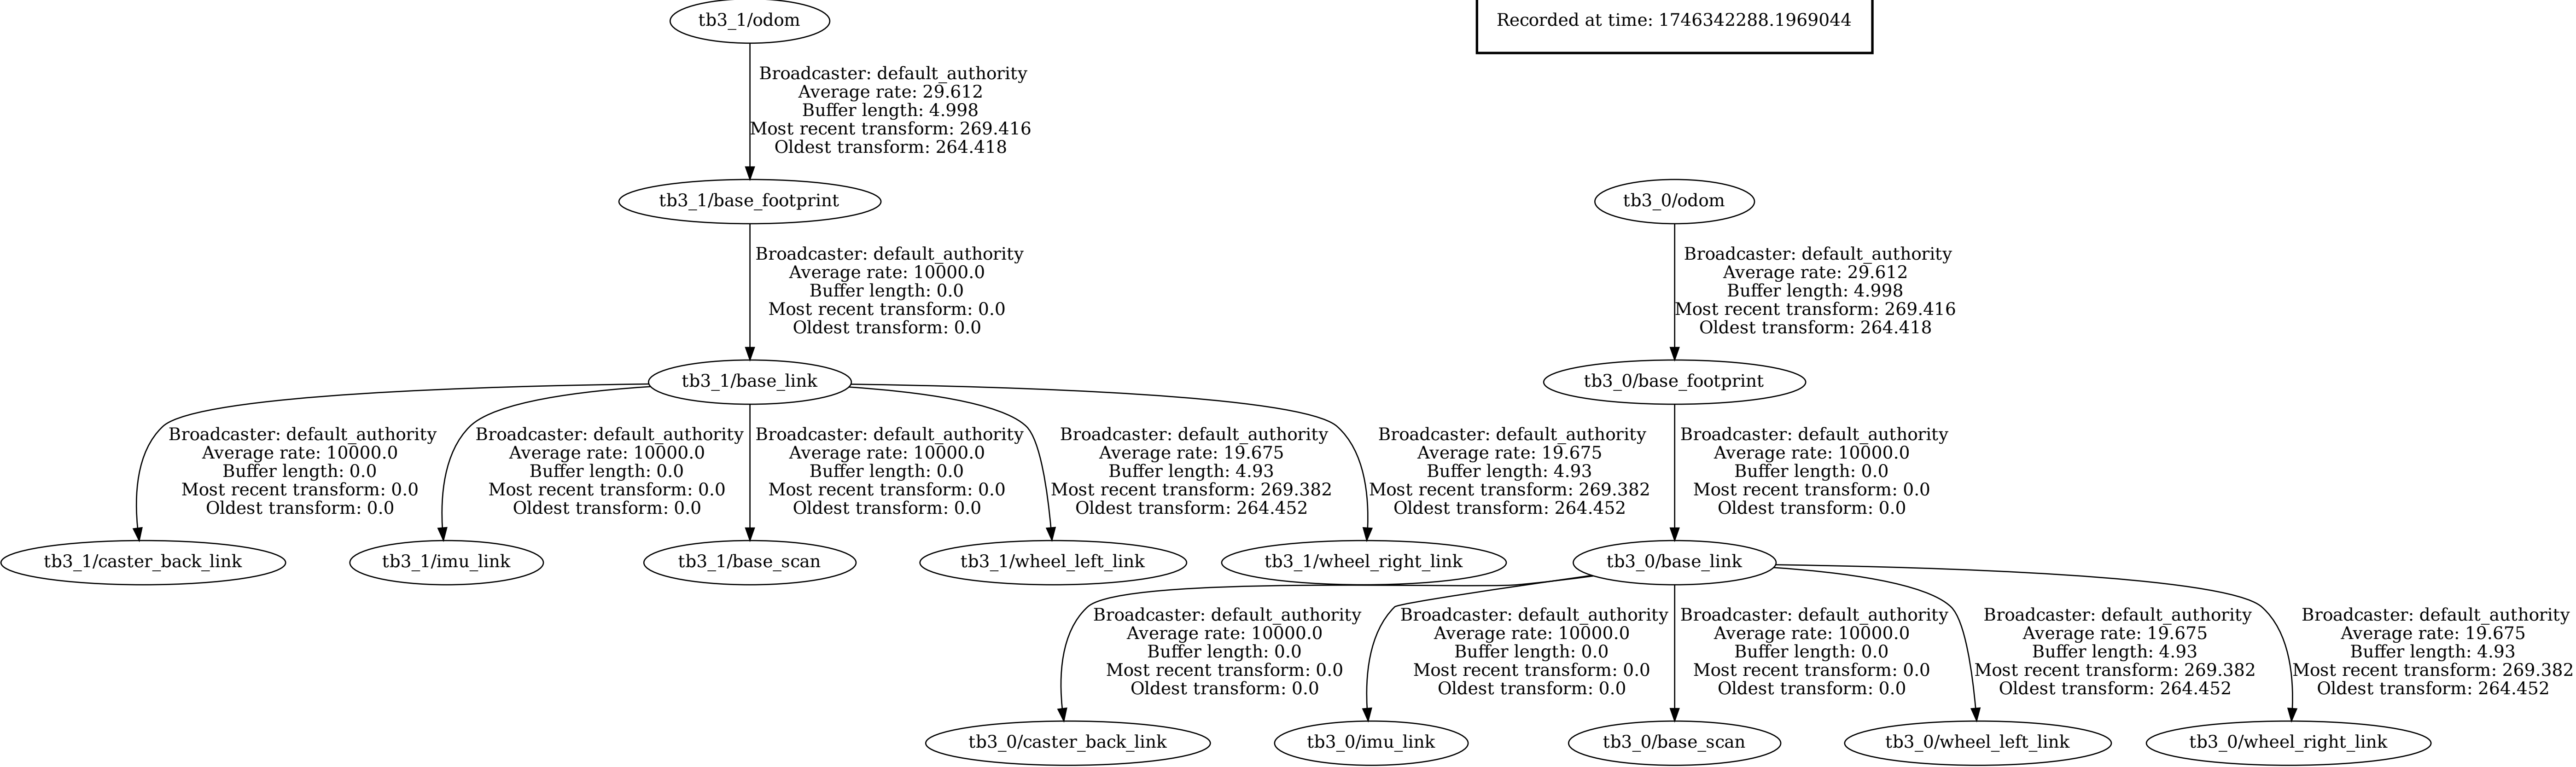 tb3_1/odom
Recorded at time: 1746342288.1969044
Broadcaster: default_authority
Average rate: 29.612
Buffer length: 4.998
Most recent transform: 269.416
Oldest transform: 264.418
tb3_1/base_footprint
tb3_0/odom
Broadcaster: default_authority
Average rate: 10000.0
Buffer length: 0.0
Most recent transform: 0.0
Oldest transform: 0.0
Broadcaster: default_authority
Average rate: 29.612
Buffer length: 4.998
Most recent transform: 269.416
Oldest transform: 264.418
tb3_1/base_link
tb3_0/base_footprint
Broadcaster: default_authority
Average rate: 10000.0
Buffer length: 0.0
Most recent transform: 0.0
Oldest transform: 0.0
Broadcaster: default_authority
Average rate: 10000.0
Buffer length: 0.0
Most recent transform: 0.0
Oldest transform: 0.0
Broadcaster: default_authority
Average rate: 10000.0
Buffer length: 0.0
Most recent transform: 0.0
Oldest transform: 0.0
Broadcaster: default_authority
Average rate: 19.675
Buffer length: 4.93
Most recent transform: 269.382
Oldest transform: 264.452
Broadcaster: default_authority
Average rate: 19.675
Buffer length: 4.93
Most recent transform: 269.382
Oldest transform: 264.452
Broadcaster: default_authority
Average rate: 10000.0
Buffer length: 0.0
Most recent transform: 0.0
Oldest transform: 0.0
tb3_1/caster_back_link
tb3_1/imu_link
tb3_1/base_scan
tb3_1/wheel_left_link
tb3_1/wheel_right_link
tb3_0/base_link
Broadcaster: default_authority
Average rate: 10000.0
Buffer length: 0.0
Most recent transform: 0.0
Oldest transform: 0.0
Broadcaster: default_authority
Average rate: 10000.0
Buffer length: 0.0
Most recent transform: 0.0
Oldest transform: 0.0
Broadcaster: default_authority
Average rate: 10000.0
Buffer length: 0.0
Most recent transform: 0.0
Oldest transform: 0.0
Broadcaster: default_authority
Average rate: 19.675
Buffer length: 4.93
Most recent transform: 269.382
Oldest transform: 264.452
Broadcaster: default_authority
Average rate: 19.675
Buffer length: 4.93
Most recent transform: 269.382
Oldest transform: 264.452
tb3_0/caster_back_link
tb3_0/imu_link
tb3_0/base_scan
tb3_0/wheel_left_link
tb3_0/wheel_right_link